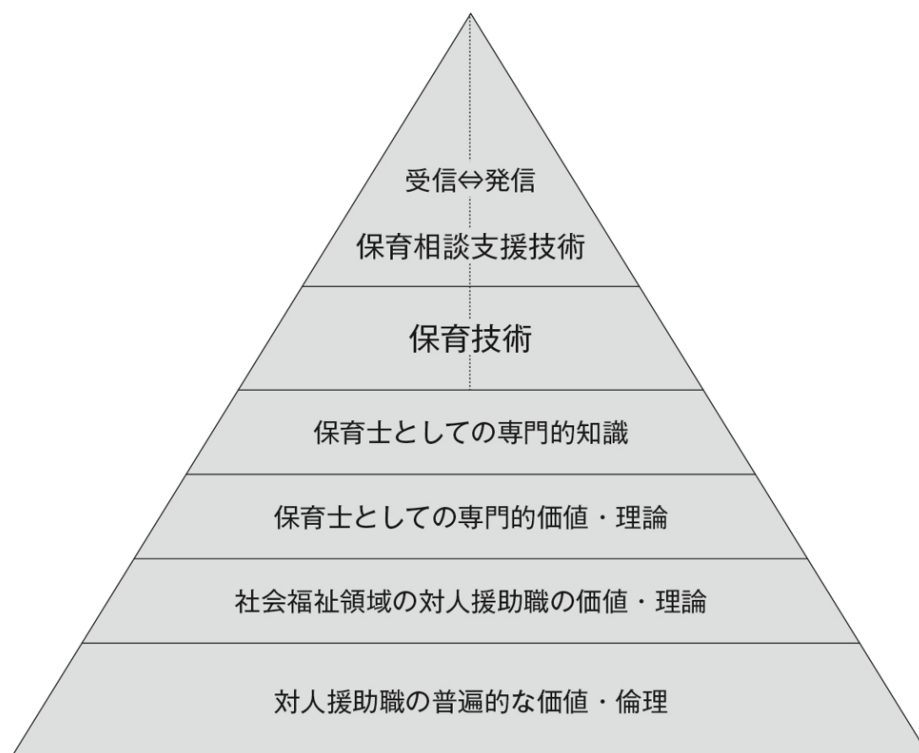 受信⇔発信
保育相談支援技術
保育技術
保育士としての専門的知識
保育士としての専門的価値・理論
社会福祉領域の対人援助職の価値・理論
対人援助職の普遍的な価値・倫理